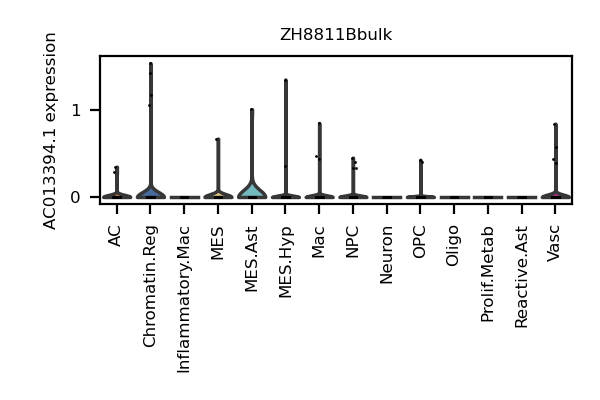 ZH8811Bbulk
AC013394.1 expression
1
0
AC
Chromatin.Reg
Inflammatory.Mac
MES
MES.Ast
MES.Hyp
Mac
NPC
Neuron
OPC
Oligo
Prolif.Metab
Reactive.Ast
Vasc